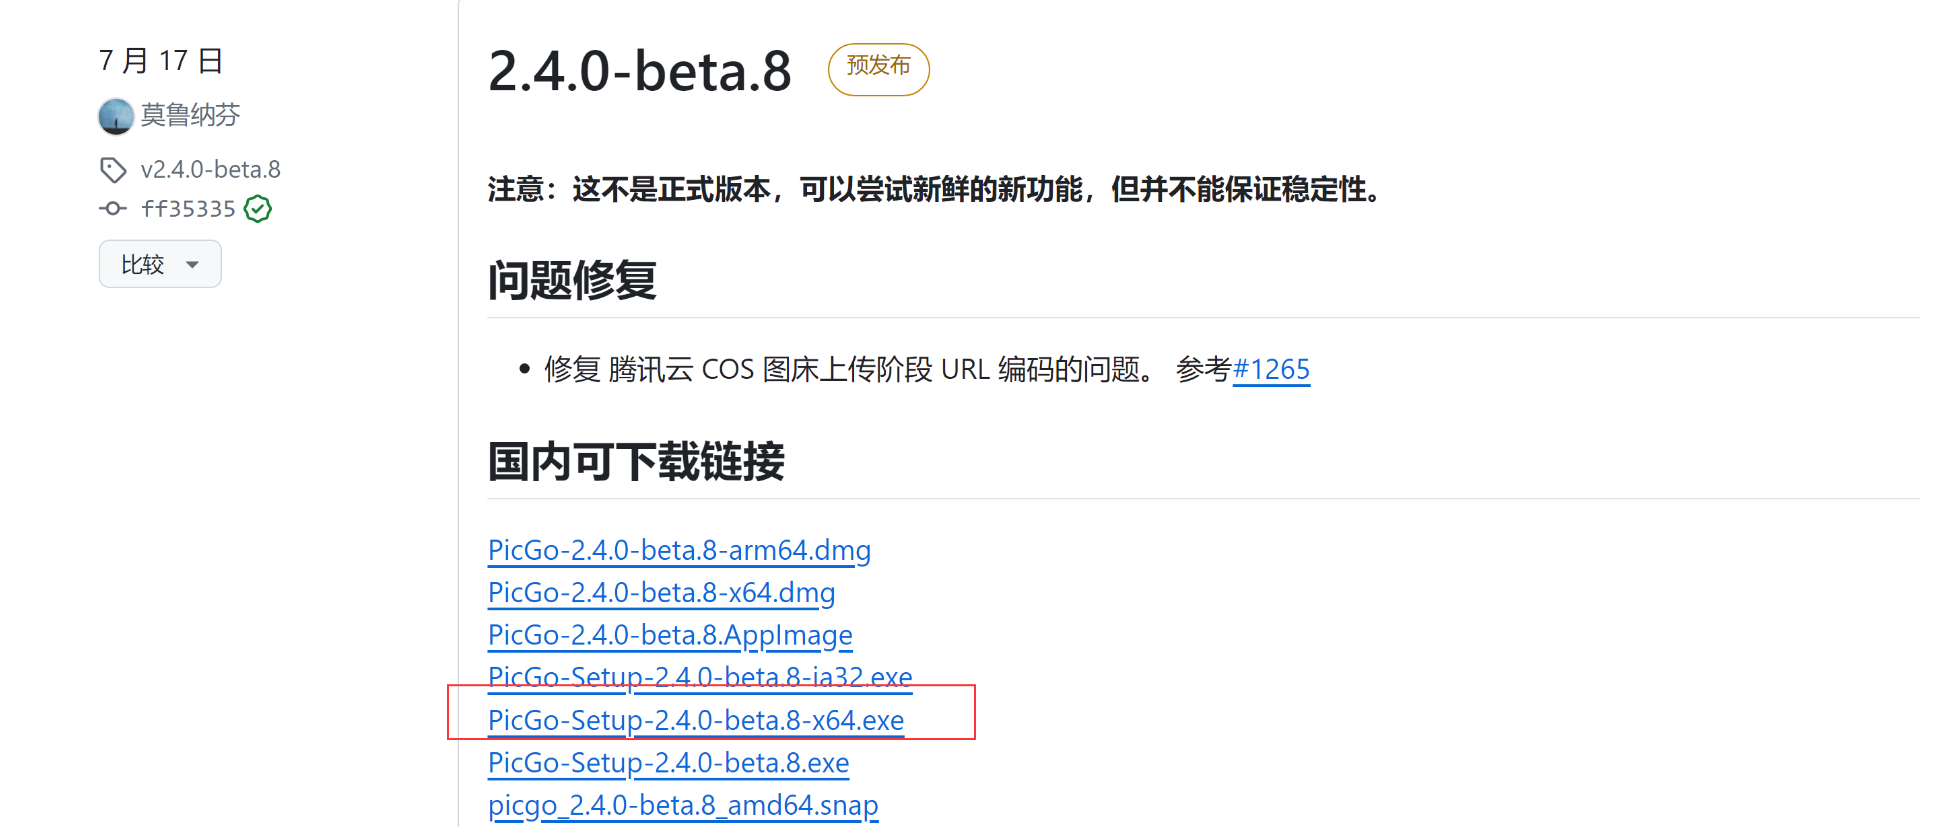 7 月 17 日
莫鲁纳芬
v2.4.0-beta.8
ff35335
比较
2.4.0-beta.8 预发布
注意：这不是正式版本，可以尝试新鲜的新功能，但并不能保证稳定性。
问题修复
• 修复 腾讯云 COS 图床上传阶段 URL 编码的问题。 参考#1265
国内可下载链接
PicGo-2.4.0-beta.8-arm64.dmg
PicGo-2.4.0-beta.8-x64.dmg
PicGo-2.4.0-beta.8.AppImage
PicGo-Setup-2.4.0-beta.8-ia32.exe
PicGo-Setup-2.4.0-beta.8-x64.exe
PicGo-Setup-2.4.0-beta.8.exe
picgo_2.4.0-beta.8_amd64.snap